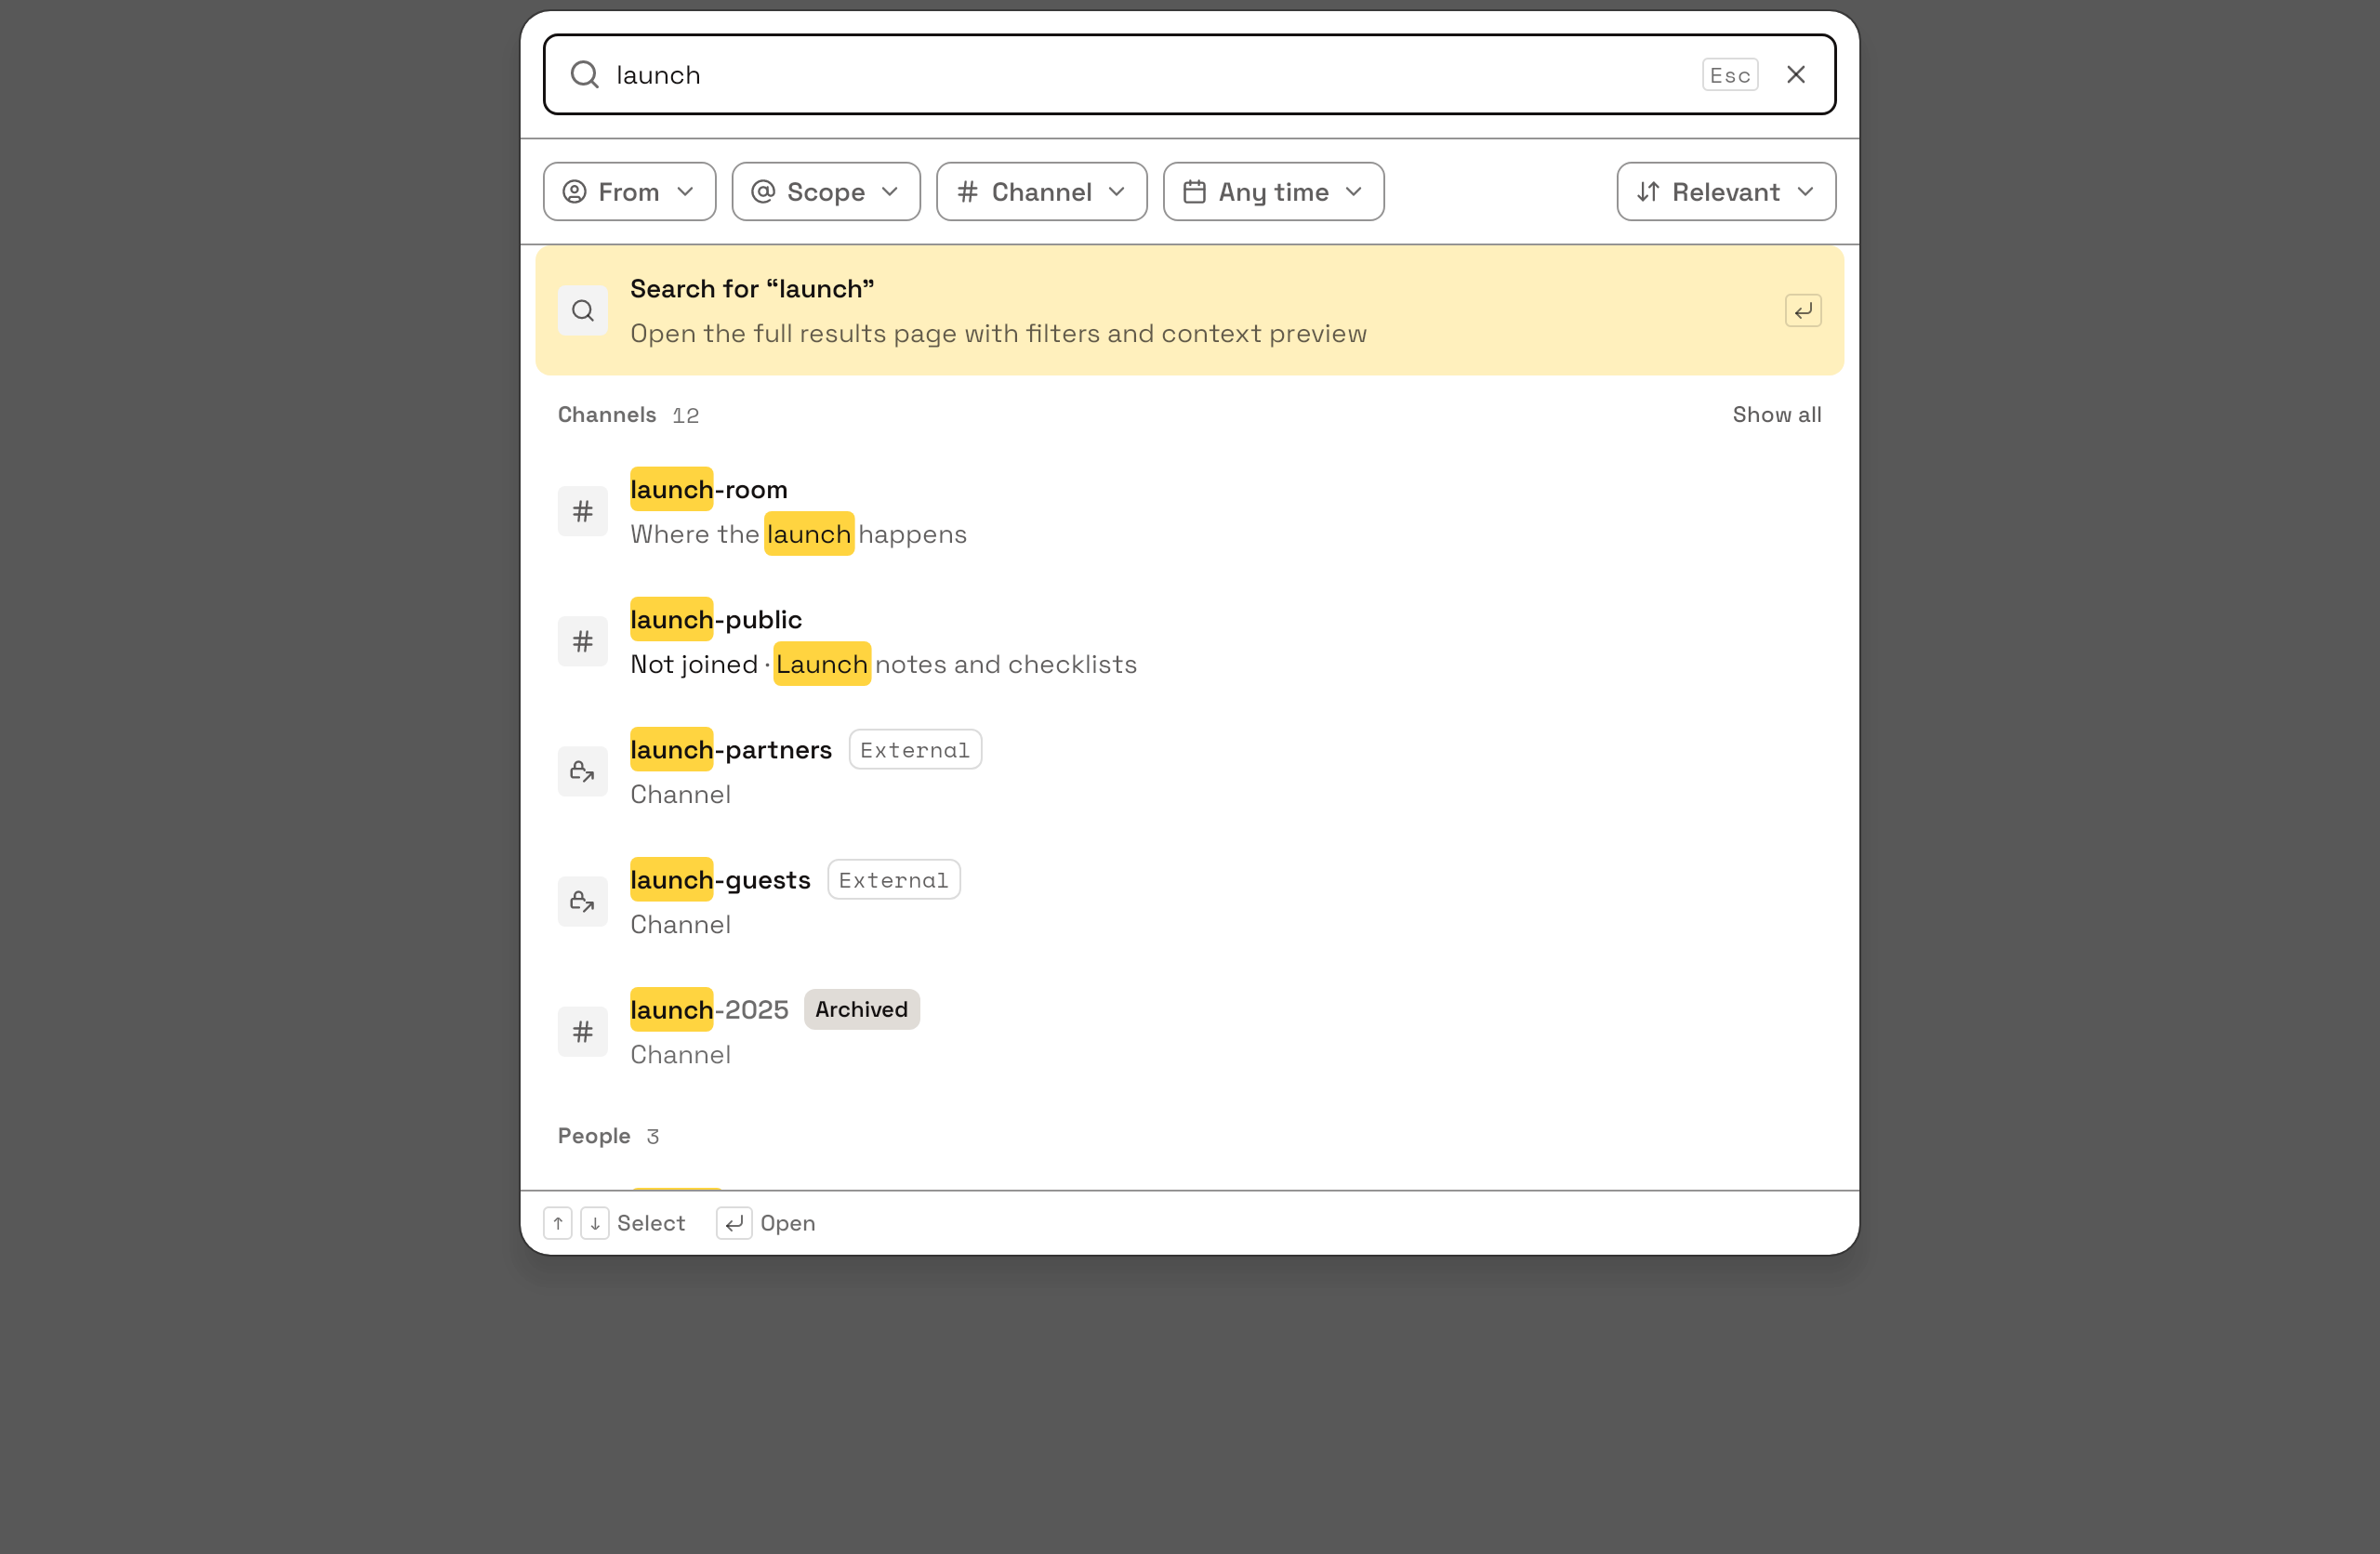 launch Esc
From Scope Channel Any time Relevant
Search for “launch”
Open the full results page with filters and context preview
Channels 12 Show all
launch-room
Where the launch happens
launch-public
Not joined · Launch notes and checklists
launch-partners External
Channel
launch-guests External
Channel
launch-2025 Archived
Channel
People 3
↑ ↓ Select Open